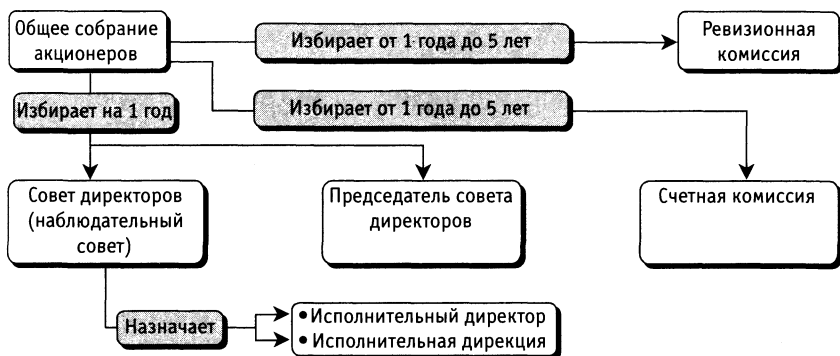 Общее собрание
акционеров
Избирает от 1 года до 5 лет
Ревизионная
комиссия
Избирает на 1 год
Избирает от 1 года до 5 лет
Совет директоров
(наблюдательный
совет)
Председатель совета
директоров
Счетная комиссия
Назначает
• Исполнительный директор
• Исполнительная дирекция